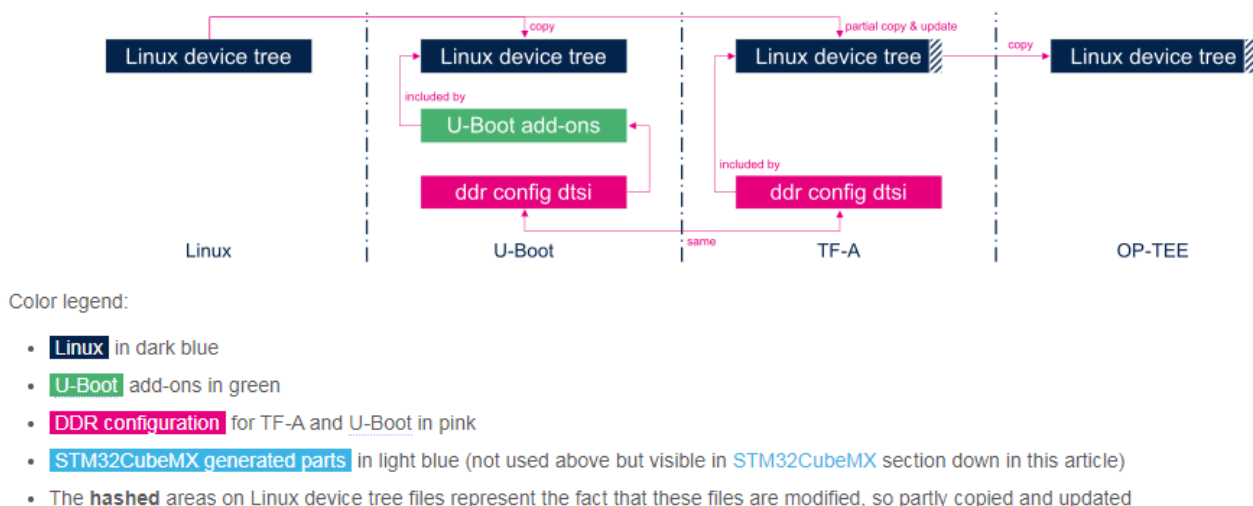 copy
partial copy & update
Linux device tree
Linux device tree
Linux device tree
copy
Linux device tree
included by
U-Boot add-ons
included by
ddr config dtsi
ddr config dtsi
same
Linux
U-Boot
TF-A
OP-TEE
Color legend:
• Linux in dark blue
• U-Boot add-ons in green
• DDR configuration for TF-A and U-Boot in pink
• STM32CubeMX generated parts in light blue (not used above but visible in STM32CubeMX section down in this article)
• The hashed areas on Linux device tree files represent the fact that these files are modified, so partly copied and updated